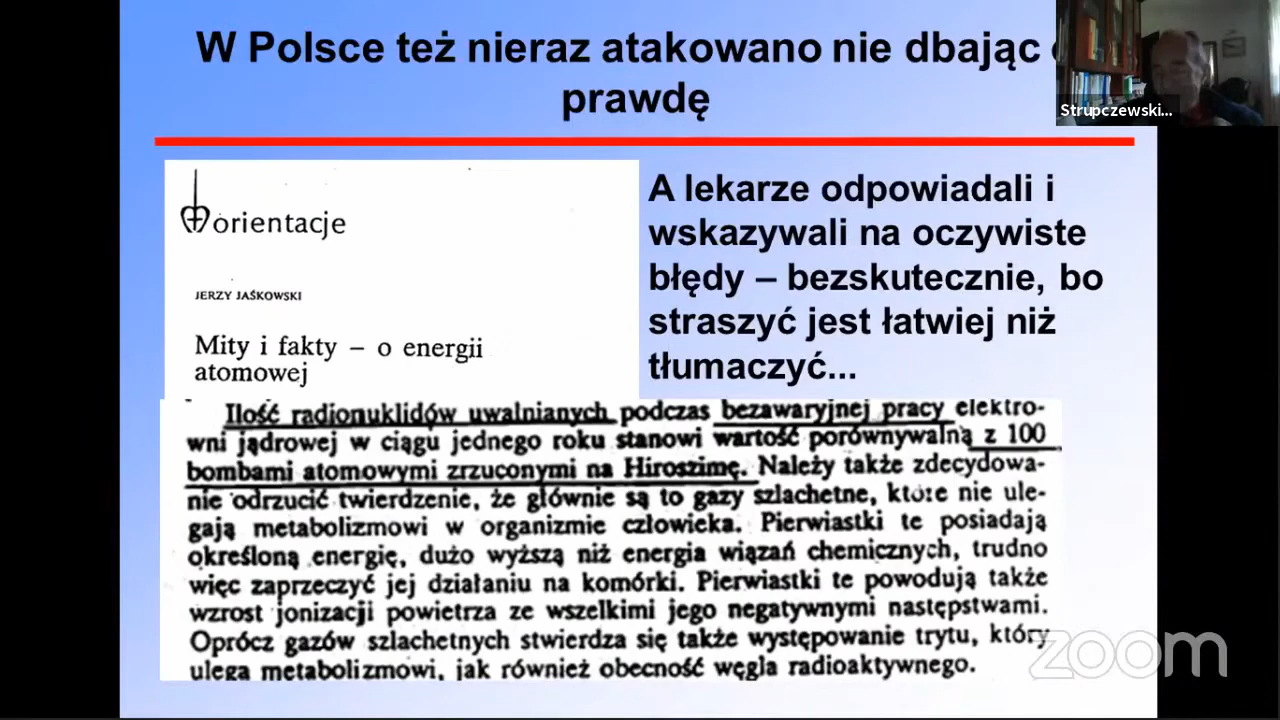 W Polsce też nieraz atakowano nie dbając
prawdę
Strupczewski...
orientacje
JERZY JAŚKOWSKI
Mity i fakty – o energii
atomowej
A lekarze odpowiadali i
wskazywali na oczywiste
błędy – bezskutecznie, bo
straszyć jest łatwiej niż
tłumaczyć...
Ilość radionuklidów uwalnianych podczas bezawaryjnej pracy elektro-
wni jądrowej w ciągu jednego roku stanowi wartość porównywalną z 100
bombami atomowymi zrzuconymi na Hiroszimę. Należy także zdecydowa-
nie odrzucić twierdzenie, że głównie są to gazy szlachetne, które nie ule-
gają metabolizmowi w organizmie człowieka. Pierwiastki te posiadają
określoną energię, dużo wyższą niż energia wiązań chemicznych, trudno
więc zaprzeczyć jej działaniu na komórki. Pierwiastki te powodują także
wzrost jonizacji powietrza ze wszelkimi jego negatywnymi następstwami.
Oprócz gazów szlachetnych stwierdza się także występowanie trytu, który
ulega metabolizmowi, jak również obecność węgla radioaktywnego.
zoom